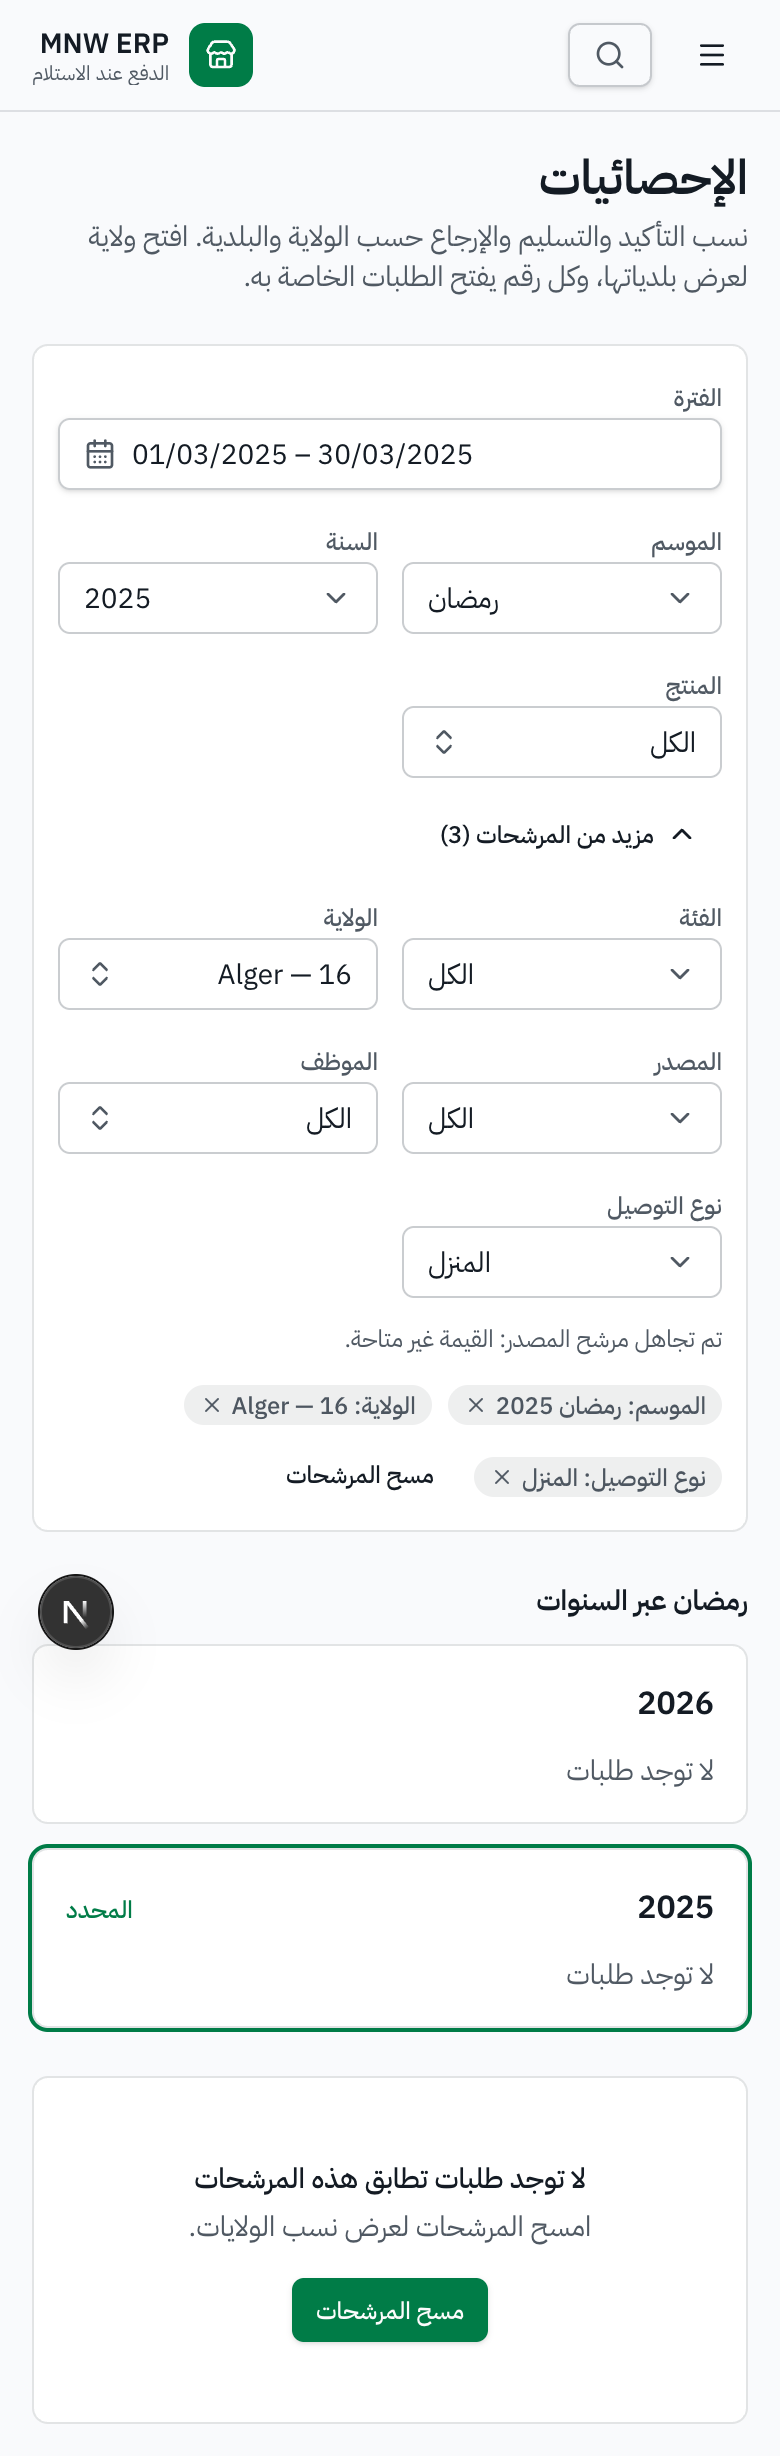 MNW ERP
الدفع عند الاستلام
الإحصائيات
نسب التأكيد والتسليم والإرجاع حسب الولاية والبلدية. افتح ولاية
لعرض بلدياتها، وكل رقم يفتح الطلبات الخاصة به.
الفترة
01/03/2025 – 30/03/2025
الموسم
السنة
رمضان
2025
المنتج
الكل
مزيد من المرشحات (3)
الفئة
الولاية
الكل
16 — Alger
المصدر
الموظف
الكل
الكل
نوع التوصيل
المنزل
تم تجاهل مرشح المصدر: القيمة غير متاحة.
الموسم: رمضان 2025
الولاية: 16 — Alger
نوع التوصيل: المنزل
مسح المرشحات
رمضان عبر السنوات
N
2026
لا توجد طلبات
2025
المحدد
لا توجد طلبات
لا توجد طلبات تطابق هذه المرشحات
امسح المرشحات لعرض نسب الولايات.
مسح المرشحات